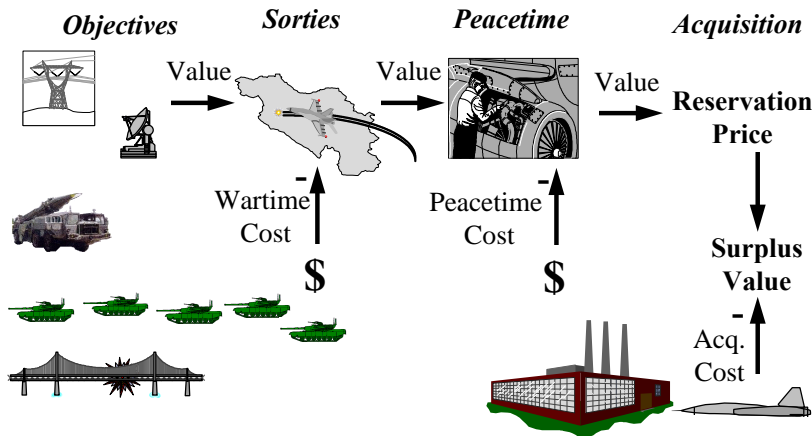 Objectives
Sorties
Peacetime
Acquisition
Value
Value
Value
Reservation
Price
-
Wartime
Cost
$
-
Peacetime
Cost
$
Surplus
Value
-
Acq.
Cost